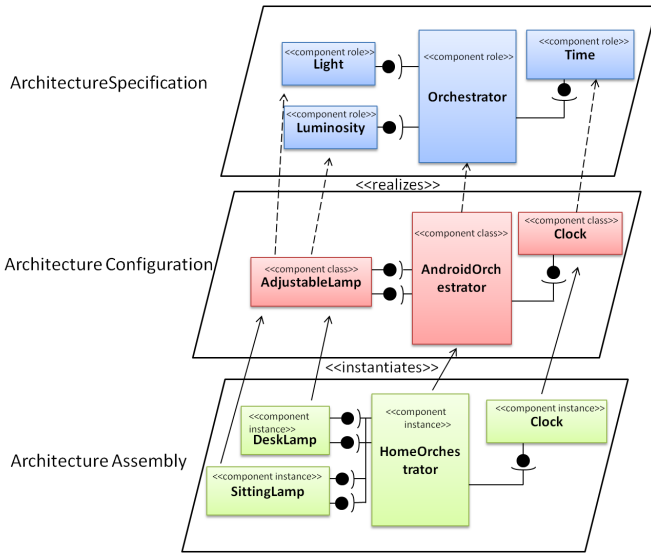 <<component role>>
Light
<<component role>>
Luminosity
<<component role>>
Orchestrator
<<component role>>
Time
ArchitectureSpecification
<<realizes>>
<<component class>>
AdjustableLamp
<<component class>>
AndroidOrch
estrator
<<component class>>
Clock
Architecture Configuration
<<instantiates>>
<<component
instance>>
DeskLamp
<<component instance>>
SittingLamp
<<component
instance>>
HomeOrches
trator
<<component instance>>
Clock
Architecture Assembly